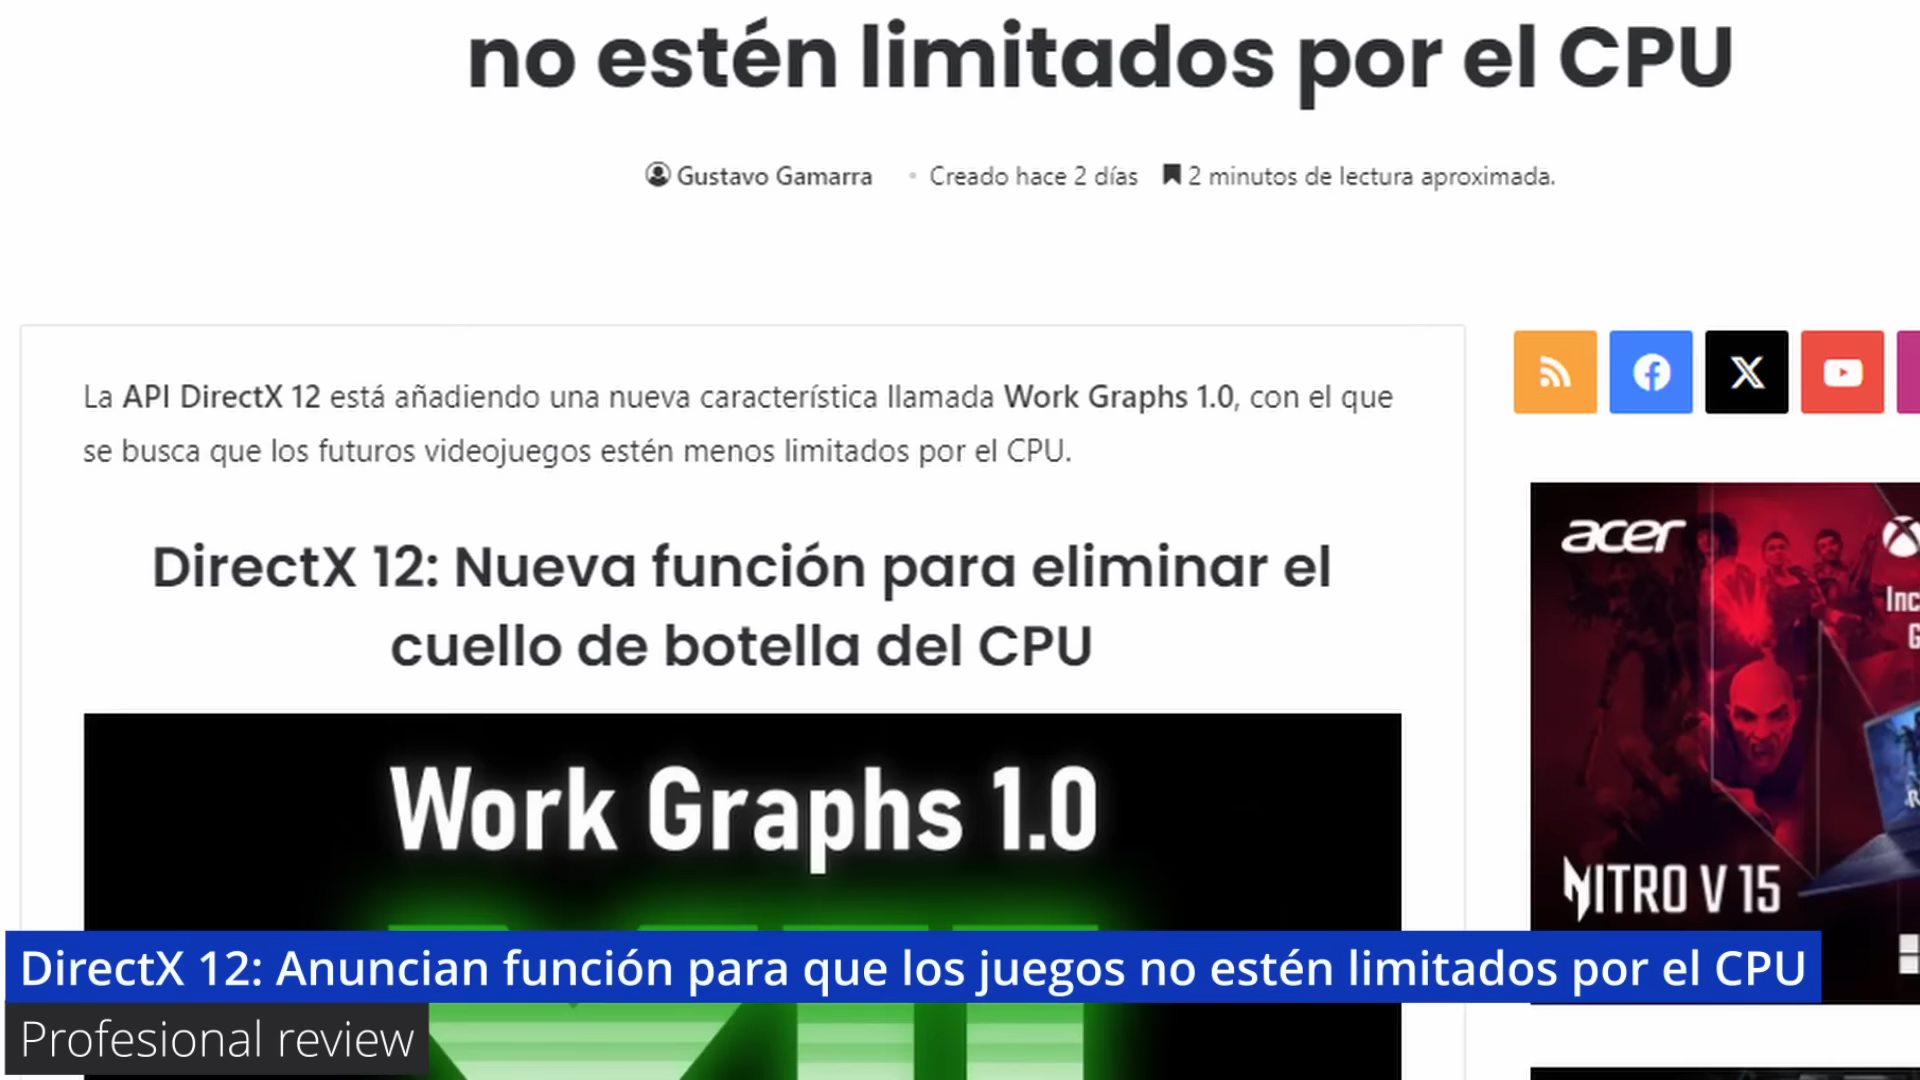 no estén limitados por el CPU
Gustavo Gamarra • Creado hace 2 días 2 minutos de lectura aproximada.
La API DirectX 12 está añadiendo una nueva característica llamada Work Graphs 1.0, con el que
se busca que los futuros videojuegos estén menos limitados por el CPU.
DirectX 12: Nueva función para eliminar el
cuello de botella del CPU
Work Graphs 1.0
acer
NITRO V 15
DirectX 12: Anuncian función para que los juegos no estén limitados por el CPU
Profesional review